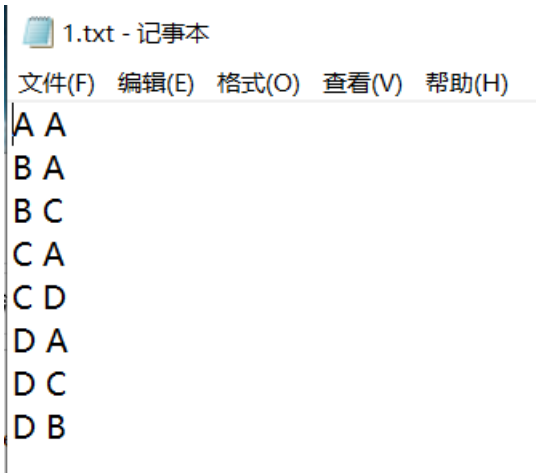 1.txt - 记事本
文件(F) 编辑(E) 格式(O) 查看(V) 帮助(H)
A A
B A
B C
C A
C D
D A
D C
D B